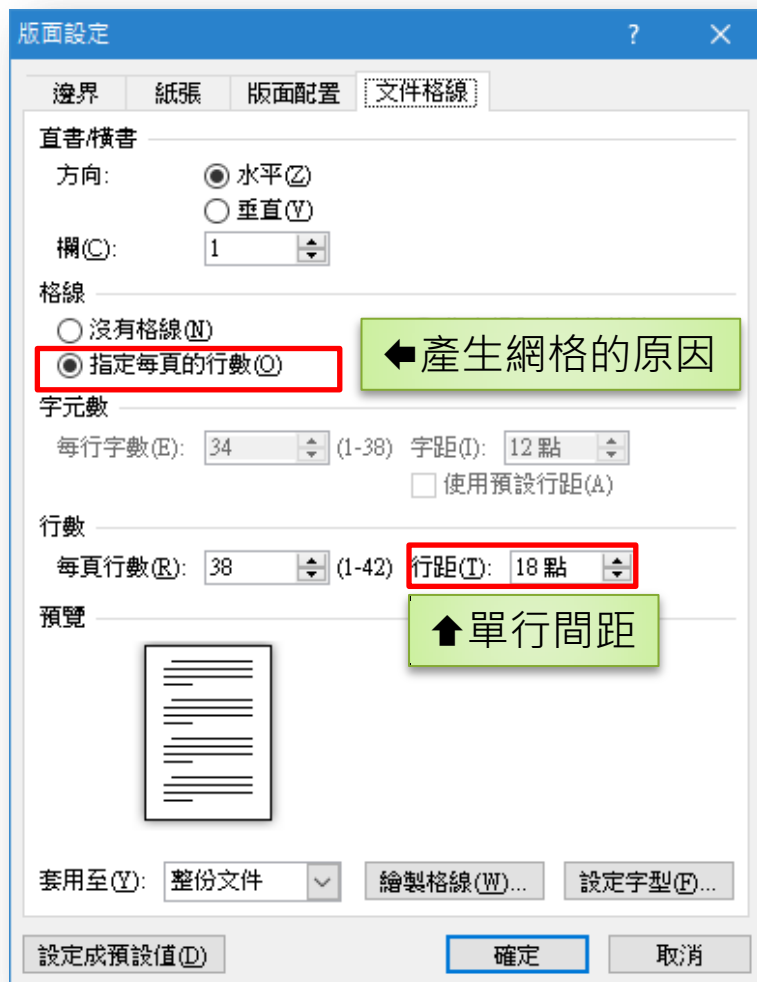 版面設定 ? ×
邊界 紙張 版面配置 文件格線
直書/橫書
方向: 水平(Z)
垂直(V)
欄(C): 1
格線
沒有格線(N)
指定每頁的行數(O) ⬅產生網格的原因
字元數
每行字數(E): 34 (1-38) 字距(I): 12 點
使用預設行距(A)
行數
每頁行數(R): 38 (1-42) 行距(T): 18 點
預覽 ⬆單行間距
套用至(Y): 整份文件 繪製格線(W)... 設定字型(F)...
設定成預設值(D) 確定 取消